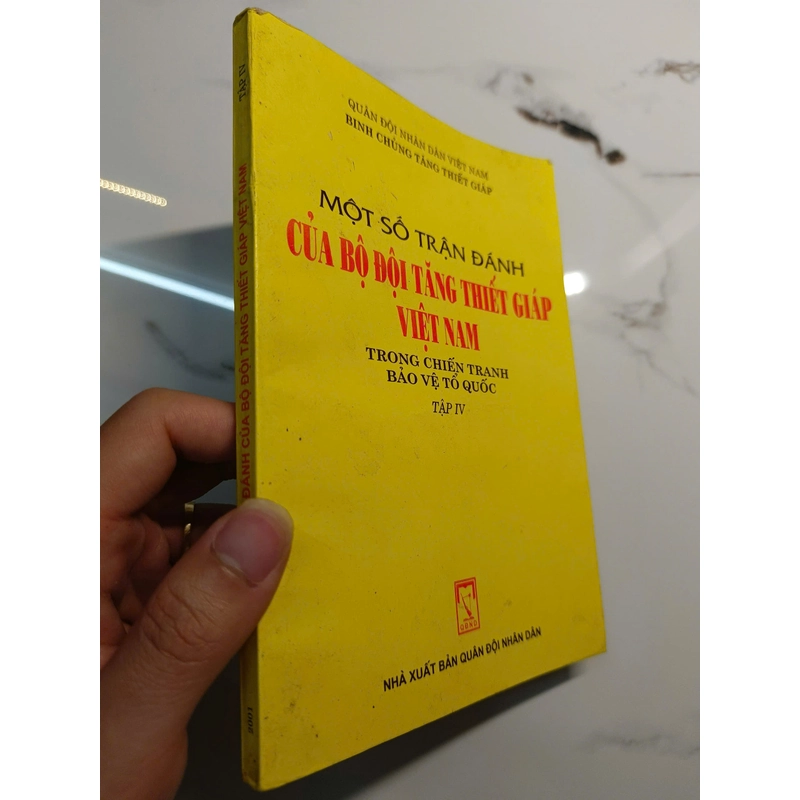 QUÂN ĐỘI NHÂN DÂN VIỆT NAM
BINH CHỦNG TĂNG THIẾT GIÁP
MỘT SỐ TRẬN ĐÁNH
CỦA BỘ ĐỘI TĂNG THIẾT GIÁP
VIỆT NAM
TRONG CHIẾN TRANH
BẢO VỆ TỔ QUỐC
TẬP IV
QĐND
NHÀ XUẤT BẢN QUÂN ĐỘI NHÂN DÂN
TẬP IV
ĐÁNH CỦA BỘ ĐỘI TĂNG THIẾT GIÁP VIỆT NAM